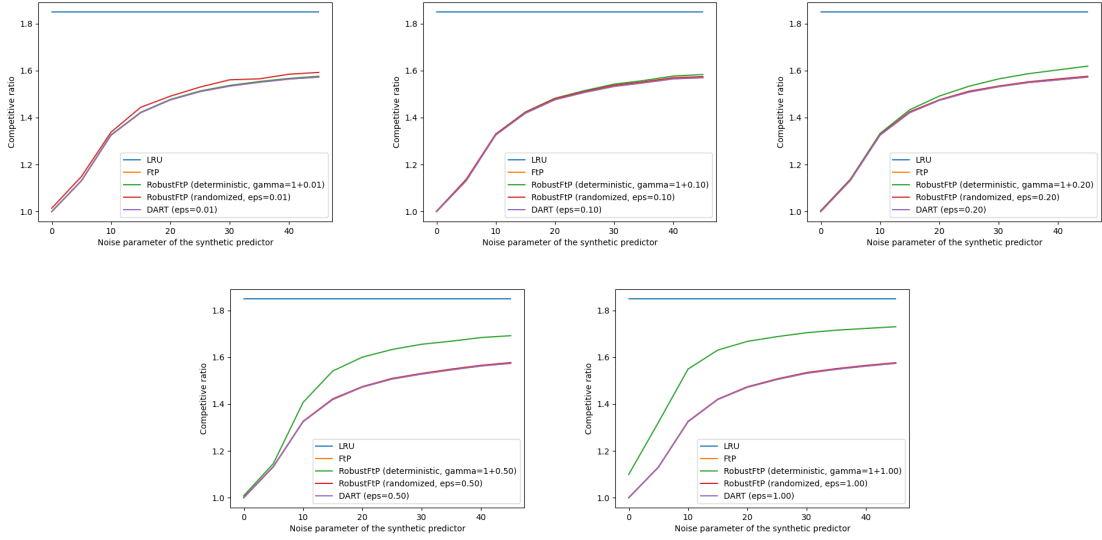 1.8
1.6
1.4
1.2
1.0
Competitive ratio
LRU
FtP
RobustFtP (deterministic, gamma=1+0.01)
RobustFtP (randomized, eps=0.01)
DART (eps=0.01)
0 10 20 30 40
Noise parameter of the synthetic predictor
1.8
1.6
1.4
1.2
1.0
Competitive ratio
LRU
FtP
RobustFtP (deterministic, gamma=1+0.10)
RobustFtP (randomized, eps=0.10)
DART (eps=0.10)
0 10 20 30 40
Noise parameter of the synthetic predictor
1.8
1.6
1.4
1.2
1.0
Competitive ratio
LRU
FtP
RobustFtP (deterministic, gamma=1+0.20)
RobustFtP (randomized, eps=0.20)
DART (eps=0.20)
0 10 20 30 40
Noise parameter of the synthetic predictor
1.8
1.6
1.4
1.2
1.0
Competitive ratio
LRU
FtP
RobustFtP (deterministic, gamma=1+0.50)
RobustFtP (randomized, eps=0.50)
DART (eps=0.50)
0 10 20 30 40
Noise parameter of the synthetic predictor
1.8
1.6
1.4
1.2
1.0
Competitive ratio
LRU
FtP
RobustFtP (deterministic, gamma=1+1.00)
RobustFtP (randomized, eps=1.00)
DART (eps=1.00)
0 10 20 30 40
Noise parameter of the synthetic predictor